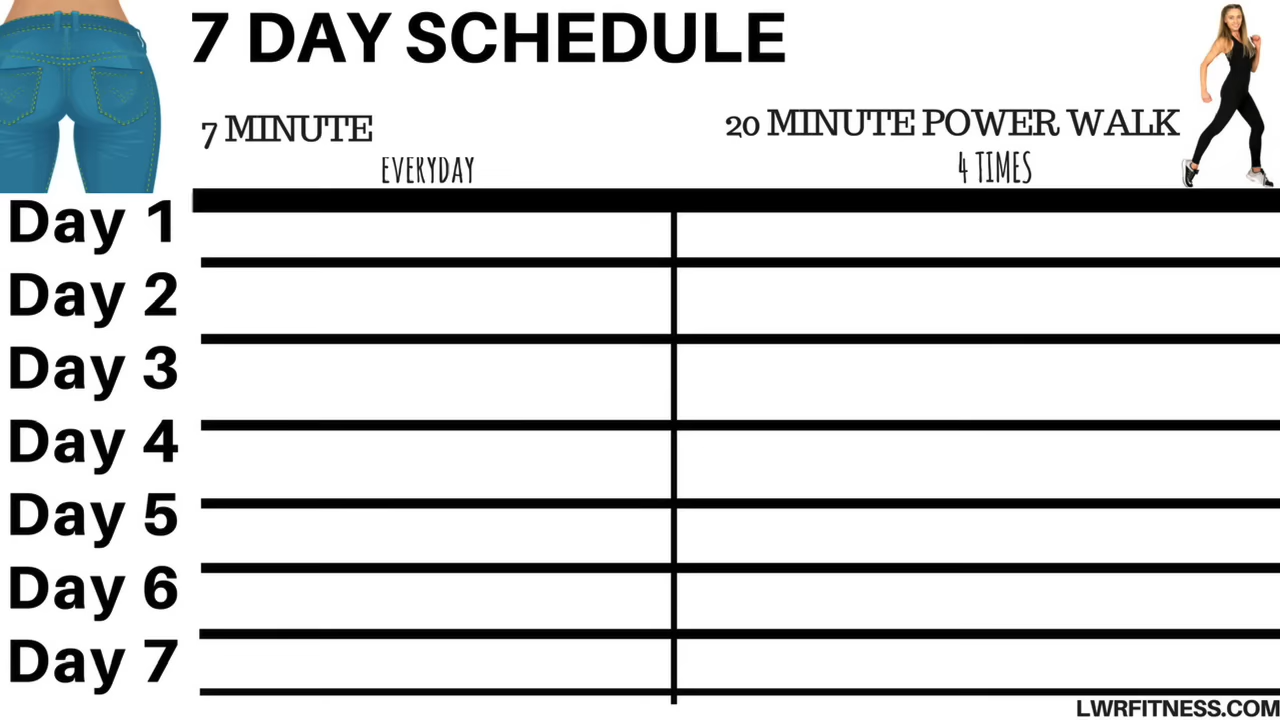 7 DAY SCHEDULE
7 MINUTE
EVERYDAY
20 MINUTE POWER WALK
4 TIMES
Day 1
Day 2
Day 3
Day 4
Day 5
Day 6
Day 7
LWRFITNESS.COM